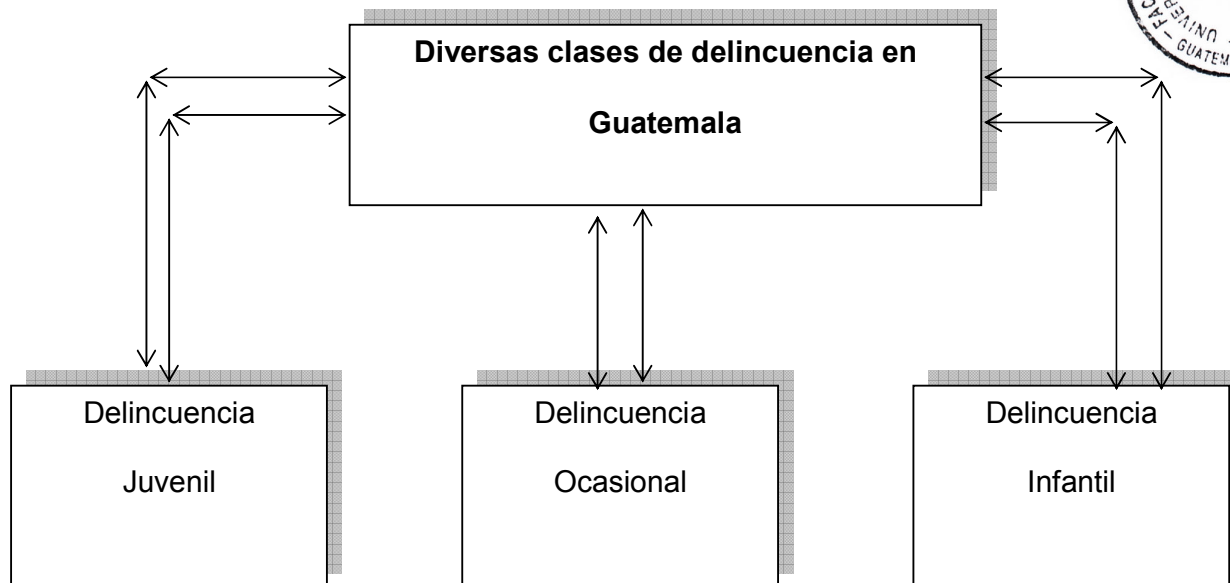 Diversas clases de delincuencia en
Guatemala
Delincuencia
Juvenil
Delincuencia
Ocasional
Delincuencia
Infantil